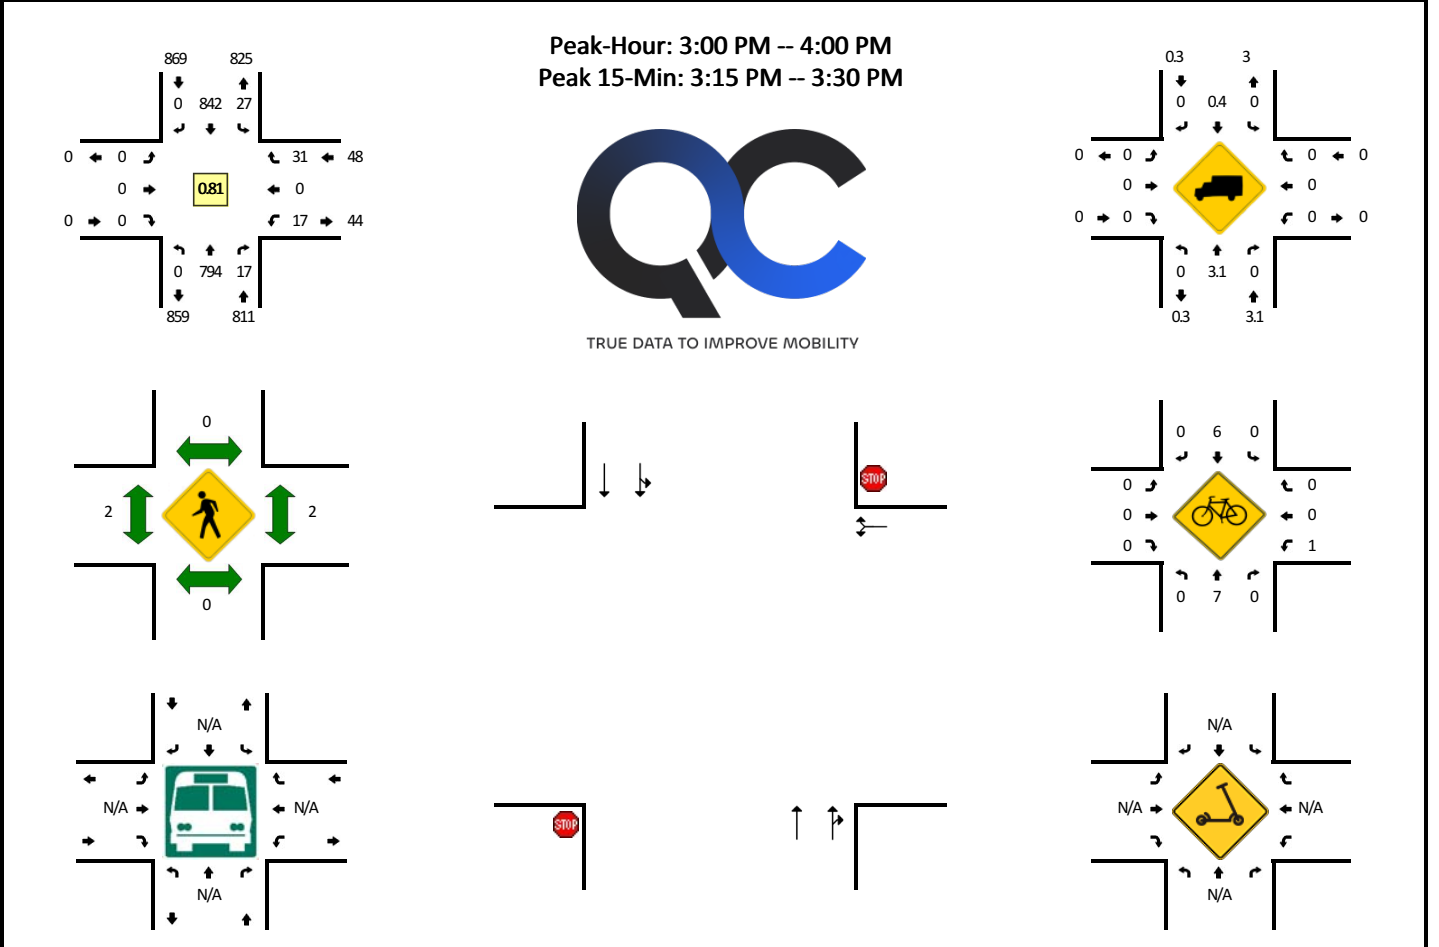 Peak-Hour: 3:00 PM -- 4:00 PM
Peak 15-Min: 3:15 PM -- 3:30 PM
869 825
0 842 27
0 0 31 48
0 0.81 0
0 0 17 44
0 794 17
859 811
QC
TRUE DATA TO IMPROVE MOBILITY
0.3 3
0 0.4 0
0 0 0 0
0 0
0 0 0 0
0 3.1 0
0.3 3.1
0
2 2
0
STOP
STOP
0 6 0
0 0
0 0
0 1
0 7 0
N/A
N/A N/A
N/A
N/A
N/A N/A
N/A